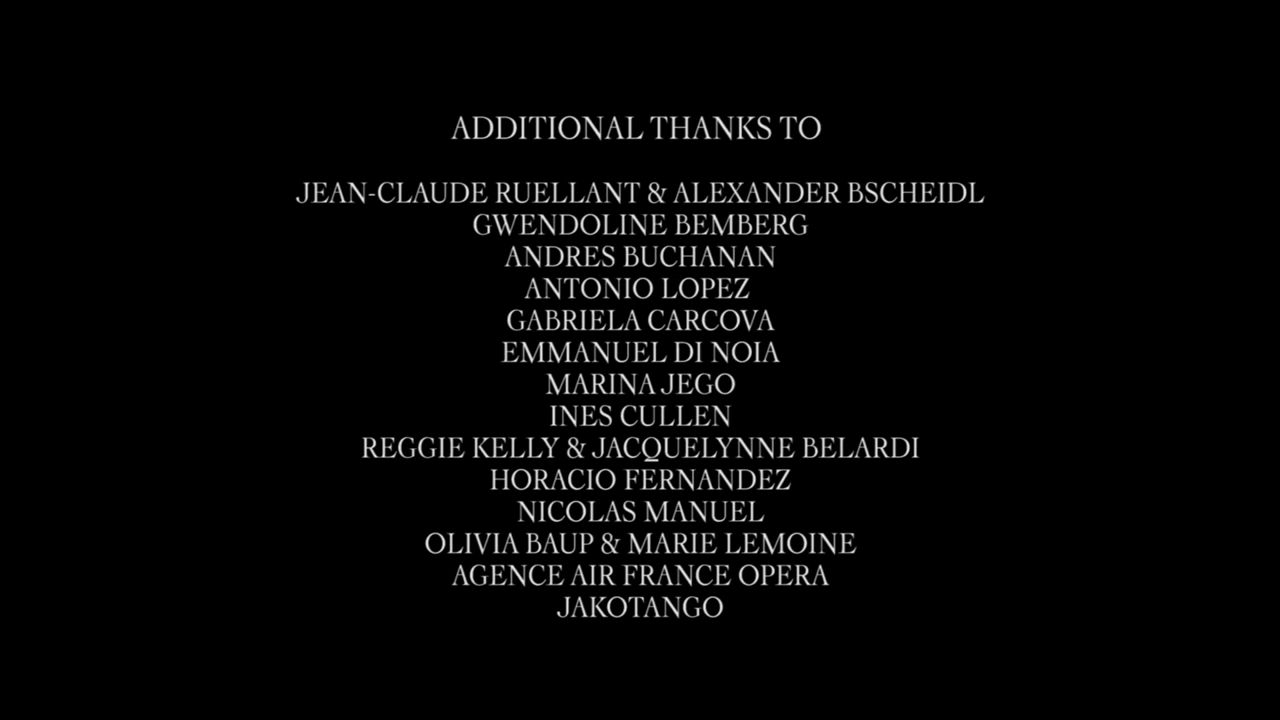 ADDITIONAL THANKS TO
JEAN-CLAUDE RUELLANT & ALEXANDER BSCHEIDL
GWENDOLINE BEMBERG
ANDRES BUCHANAN
ANTONIO LOPEZ
GABRIELA CARCOVA
EMMANUEL DI NOIA
MARINA JEGO
INES CULLEN
REGGIE KELLY & JACQUELYNNE BELARDI
HORACIO FERNANDEZ
NICOLAS MANUEL
OLIVIA BAUP & MARIE LEMOINE
AGENCE AIR FRANCE OPERA
JAKOTANGO